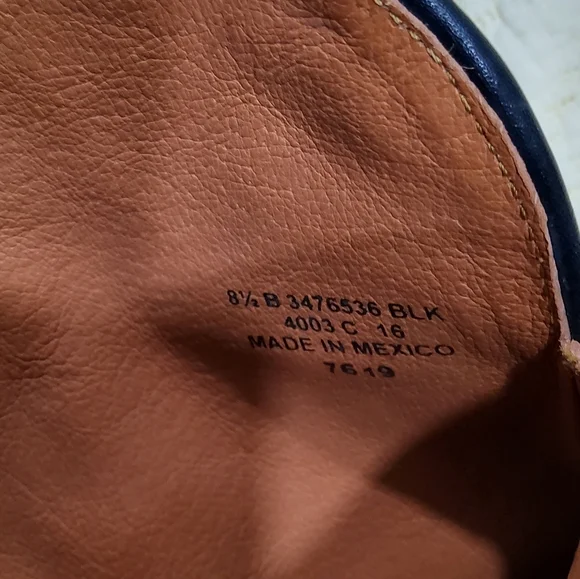 8½ B 3476536 BLK
4003 C 16
MADE IN MEXICO
7619